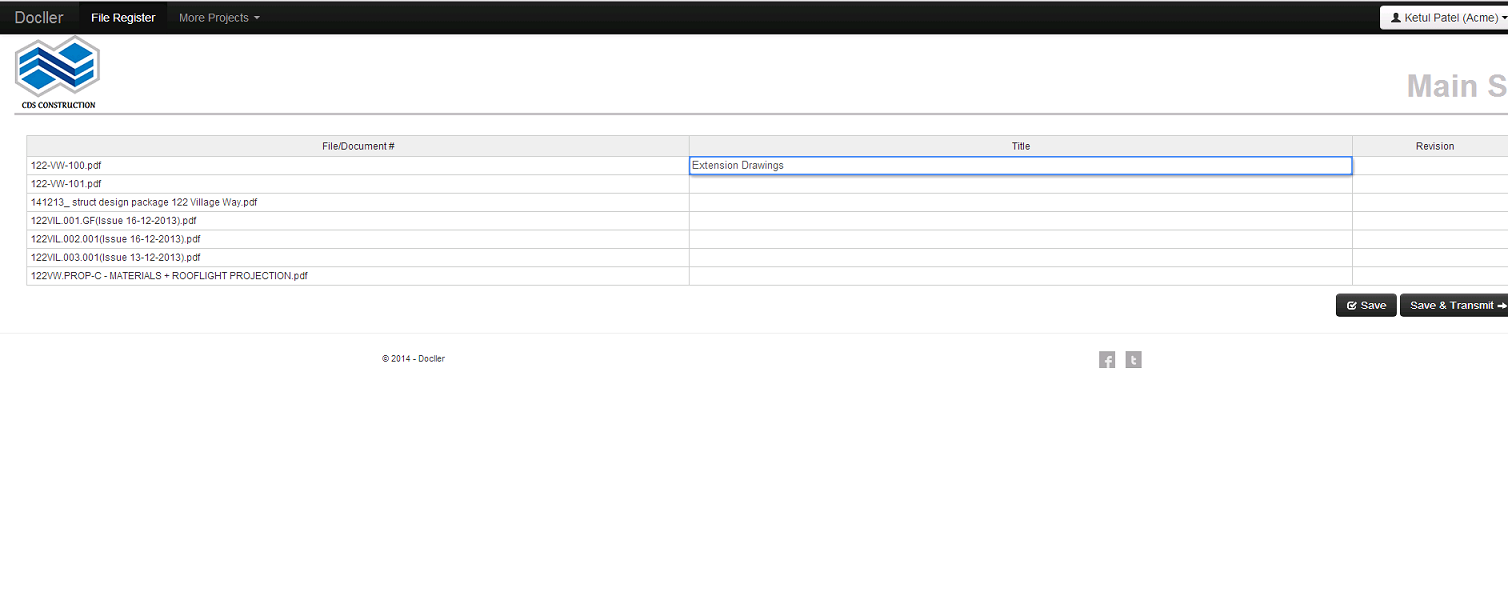 Docller File Register More Projects Ketul Patel (Acme)
CDS CONSTRUCTION
Main S
File/Document # Title Revision
122-VW-100.pdf Extension Drawings
122-VW-101.pdf
141213_ struct design package 122 Village Way.pdf
122VIL.001.GF(Issue 16-12-2013).pdf
122VIL.002.001(Issue 16-12-2013).pdf
122VIL.003.001(Issue 13-12-2013).pdf
122VW.PROP-C - MATERIALS + ROOFLIGHT PROJECTION.pdf
Save Save & Transmit
© 2014 - Docller